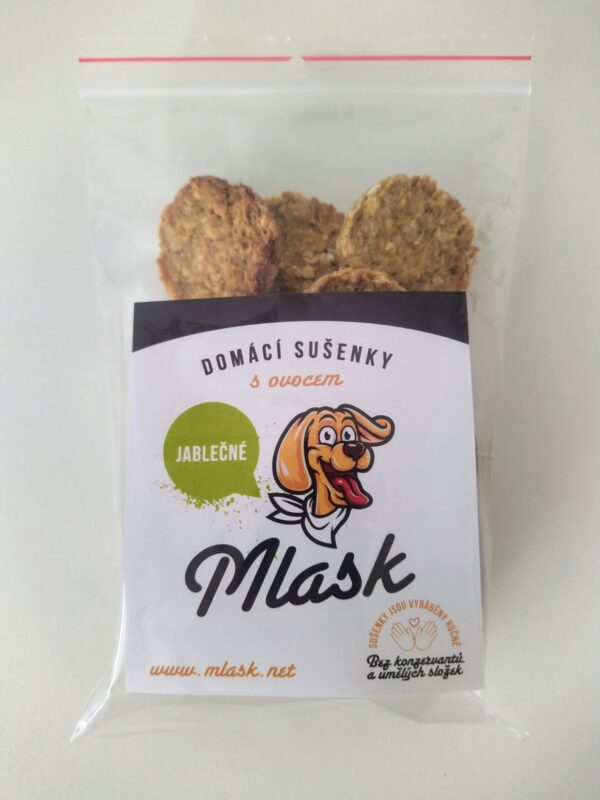 DOMÁCÍ SUŠENKY
s ovocem
JABLEČNÉ
Mlask
SUŠENKY JSOU VYRÁBĚNY RUČNĚ
Bez konzervantů
a umělých složek
www.mlask.net